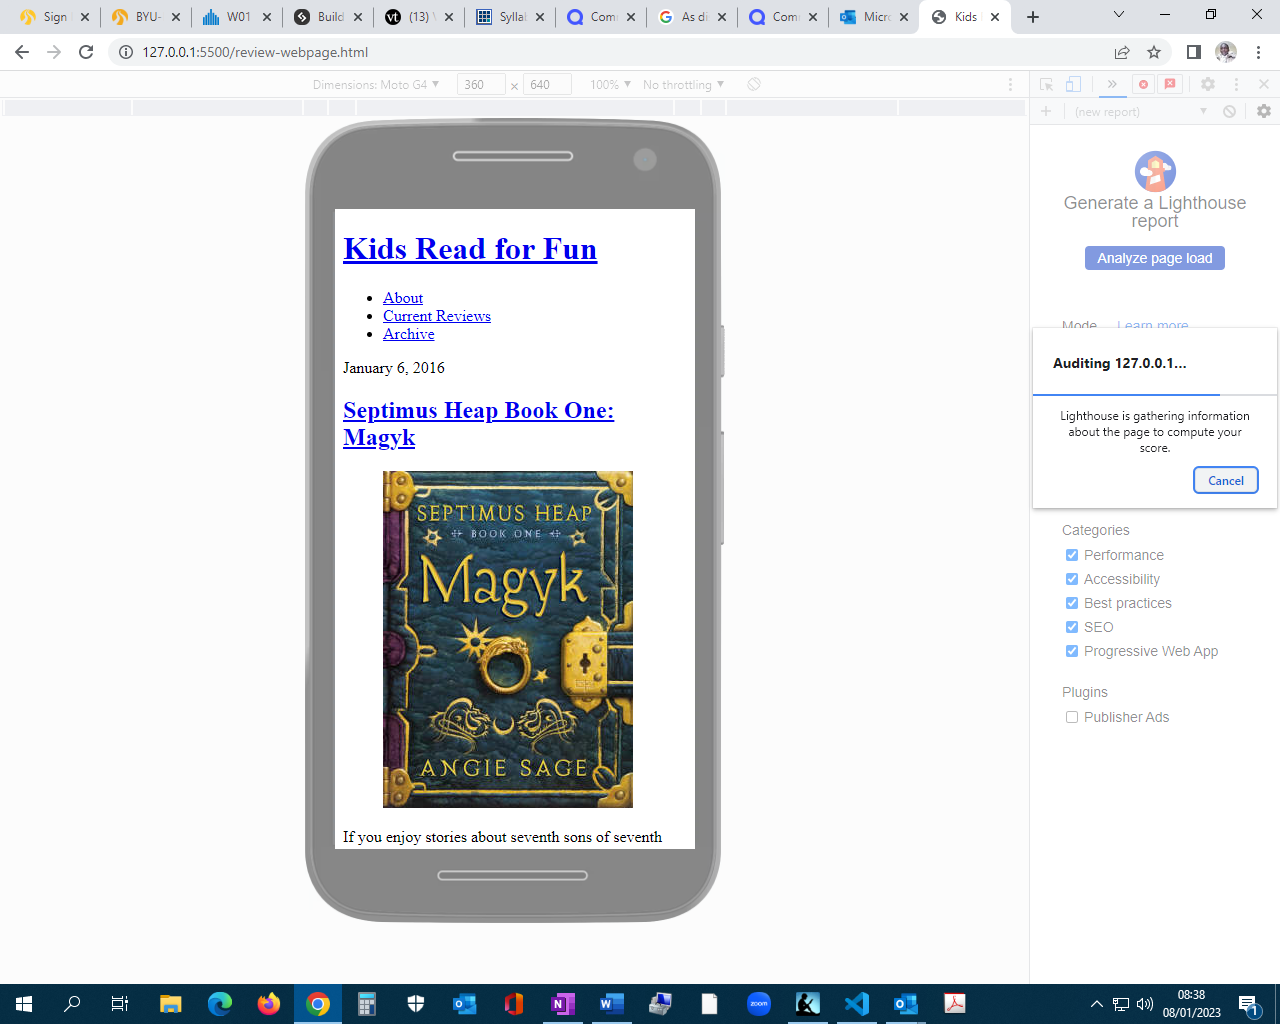 Sign
BYU-
W01
Build
(13) V
Syllab
Comm
As dis
Comm
Micro
Kids
127.0.0.1:5500/review-webpage.html
Dimensions: Moto G4 360 × 640 100% No throttling
(new report)
Generate a Lighthouse
report
Analyze page load
Mode Learn more
Auditing 127.0.0.1...
Lighthouse is gathering information
about the page to compute your
score.
Cancel
Categories
Performance
Accessibility
Best practices
SEO
Progressive Web App
Plugins
Publisher Ads
Kids Read for Fun
About
Current Reviews
Archive
January 6, 2016
Septimus Heap Book One:
Magyk
SEPTIMUS HEAP
BOOK ONE
Magyk
ANGIE SAGE
If you enjoy stories about seventh sons of seventh
zoom
08:38
08/01/2023
1